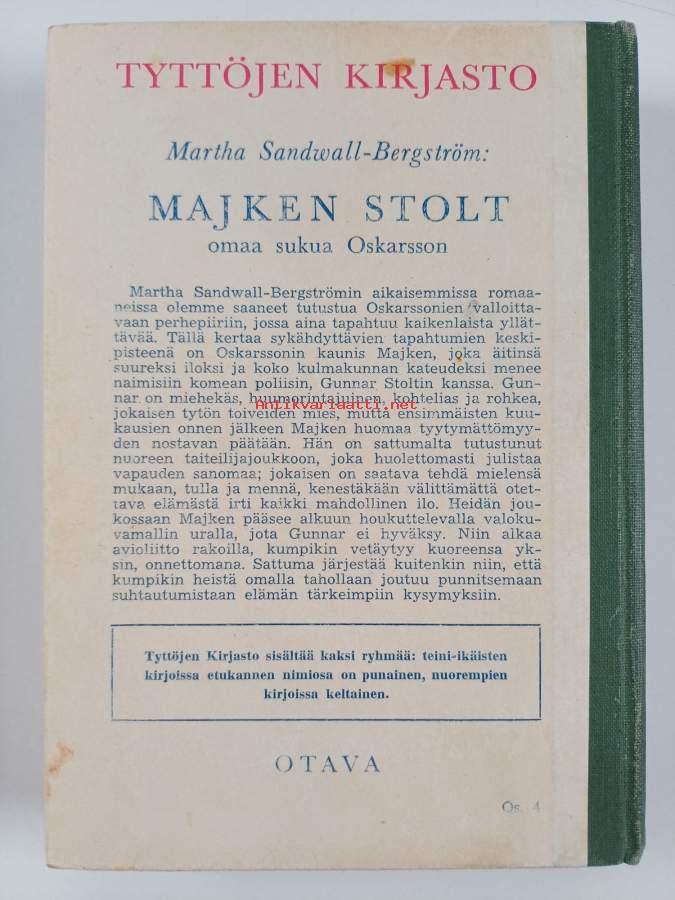 TYTTÖJEN KIRJASTO
Martha Sandwall-Bergström:
MAJKEN STOLT
omaa sukua Oskarsson
Martha Sandwall-Bergströmin aikaisemmissa romaa-
neissa olemme saaneet tutustua Oskarssonien valloitta-
vaan perhepiiriin, jossa aina tapahtuu kaikenlaista yllät-
tävää. Tällä kertaa sykähdyttävien tapahtumien keski-
pisteenä on Oskarssonin kaunis Majken, joka äitinsä
suureksi iloksi ja koko kulmakunnan kateudeksi menee
naimisiin komean poliisin, Gunnar Stoltin kanssa. Gun-
nar on miehekäs, huumorintajuinen, kohtelias ja rohkea,
Antikvariaatti.net
jokaisen tytön toiveiden mies, mutta ensimmäisten kuu-
kausien onnen jälkeen Majken huomaa tyytymättömyy-
den nostavan päätään. Hän on sattumalta tutustunut
nuoreen taiteilijajoukkoon, joka huolettomasti julistaa
vapauden sanomaa; jokaisen on saatava tehdä mielensä
mukaan, tulla ja mennä, kenestäkään välittämättä otet-
tava elämästä irti kaikki mahdollinen ilo. Heidän jou-
kossaan Majken pääsee alkuun houkuttelevalla valoku-
vamallin uralla, jota Gunnar ei hyväksy. Niin alkaa
avioliitto rakoilla, kumpikin vetäytyy kuoreensa yk-
sin, onnettomana. Sattuma järjestää kuitenkin niin, että
kumpikin heistä omalla tahollaan joutuu punnitsemaan
suhtautumistaan elämän tärkeimpiin kysymyksiin.
Tyttöjen Kirjasto sisältää kaksi ryhmää: teini-ikäisten
kirjoissa etukannen nimiosa on punainen, nuorempien
kirjoissa keltainen.
OTAVA
Os. 4